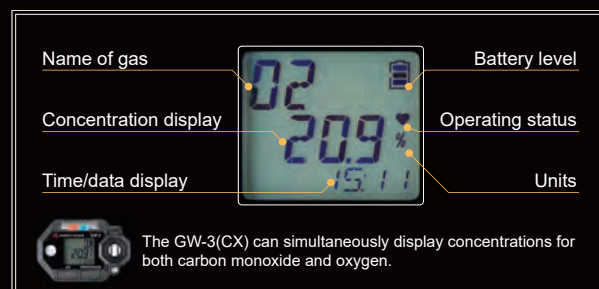 Name of gas
Battery level
O2
Concentration display
Operating status
20.9 %
Time/data display
Units
15:11
The GW-3(CX) can simultaneously display concentrations for
both carbon monoxide and oxygen.